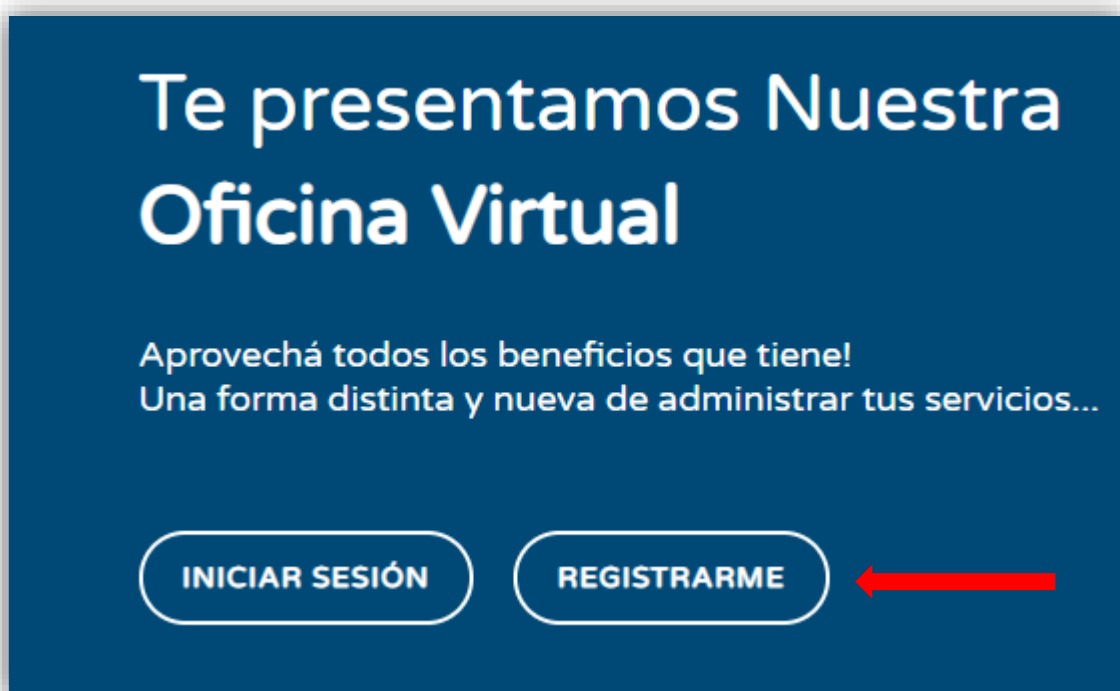 Te presentamos Nuestra
Oficina Virtual
Aprovechá todos los beneficios que tiene!
Una forma distinta y nueva de administrar tus servicios...
INICIAR SESIÓN REGISTRARME